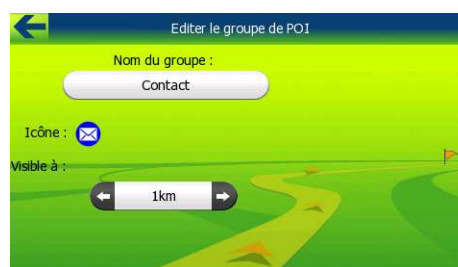 Editer le groupe de POI
Nom du groupe :
Contact
Icône :
Visible à :
1km